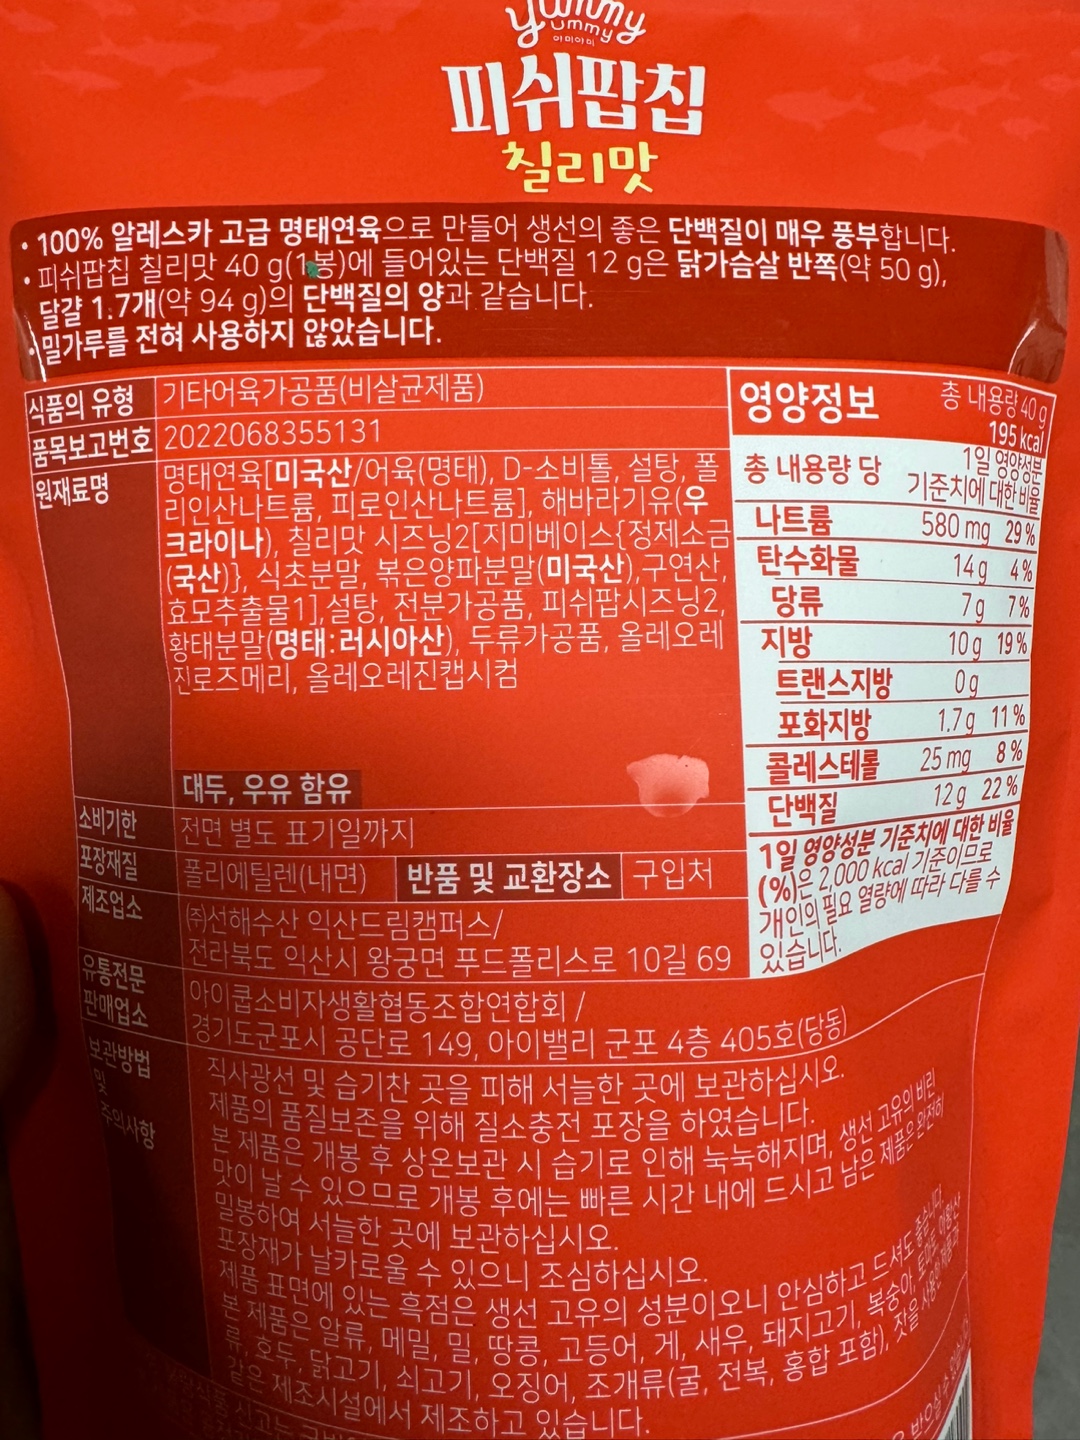 yummy
ummy
야미야미
피쉬팝칩
칠리맛
• 100% 알레스카 고급 명태연육으로 만들어 생선의 좋은 단백질이 매우 풍부합니다.
• 피쉬팝칩 칠리맛 40 g(1봉)에 들어있는 단백질 12 g은 닭가슴살 반쪽(약 50 g),
달걀 1.7개(약 94 g)의 단백질의 양과 같습니다.
• 밀가루를 전혀 사용하지 않았습니다.
식품의 유형 기타어육가공품(비살균제품)
품목보고번호 2022068355131
원재료명 명태연육[미국산/어육(명태), D-소비톨, 설탕, 폴
리인산나트륨, 피로인산나트륨], 해바라기유(우
크라이나), 칠리맛 시즈닝2[지미베이스{정제소금
(국산)}, 식초분말, 볶은양파분말(미국산),구연산,
효모추출물1],설탕, 전분가공품, 피쉬팝시즈닝2,
황태분말(명태:러시아산), 두류가공품, 올레오레
진로즈메리, 올레오레진캡시컴
대두, 우유 함유
소비기한 전면 별도 표기일까지
포장재질 폴리에틸렌(내면) 반품 및 교환장소 구입처
제조업소 ㈜선해수산 익산드림캠퍼스/
전라북도 익산시 왕궁면 푸드폴리스로 10길 69
유통전문
판매업소
아이쿱소비자생활협동조합연합회 /
경기도군포시 공단로 149, 아이밸리 군포 4층 405호(당동)
영양정보 총 내용량 40 g
195 kcal
총 내용량 당 1일 영양성분
기준치에 대한 비율
나트륨 580 mg 29 %
탄수화물 14 g 4 %
당류 7 g 7 %
지방 10 g 19 %
트랜스지방 0 g
포화지방 1.7 g 11 %
콜레스테롤 25 mg 8 %
단백질 12 g 22 %
1일 영양성분 기준치에 대한 비율
(%)은 2,000 kcal 기준이므로
개인의 필요 열량에 따라 다를 수
있습니다.
보관방법
및
주의사항
직사광선 및 습기찬 곳을 피해 서늘한 곳에 보관하십시오.
제품의 품질보존을 위해 질소충전 포장을 하였습니다.
본 제품은 개봉 후 상온보관 시 습기로 인해 눅눅해지며, 생선 고유의 비린
맛이 날 수 있으므로 개봉 후에는 빠른 시간 내에 드시고 남은 제품은 완전히
밀봉하여 서늘한 곳에 보관하십시오.
포장재가 날카로울 수 있으니 조심하십시오.
제품 표면에 있는 흑점은 생선 고유의 성분이오니 안심하고 드셔도 좋습니다.
본 제품은 알류, 메밀, 밀, 땅콩, 고등어, 게, 새우, 돼지고기, 복숭아, 토마토, 아황산
류, 호두, 닭고기, 쇠고기, 오징어, 조개류(굴, 전복, 홍합 포함), 잣을 사용한 제품과
같은 제조시설에서 제조하고 있습니다.